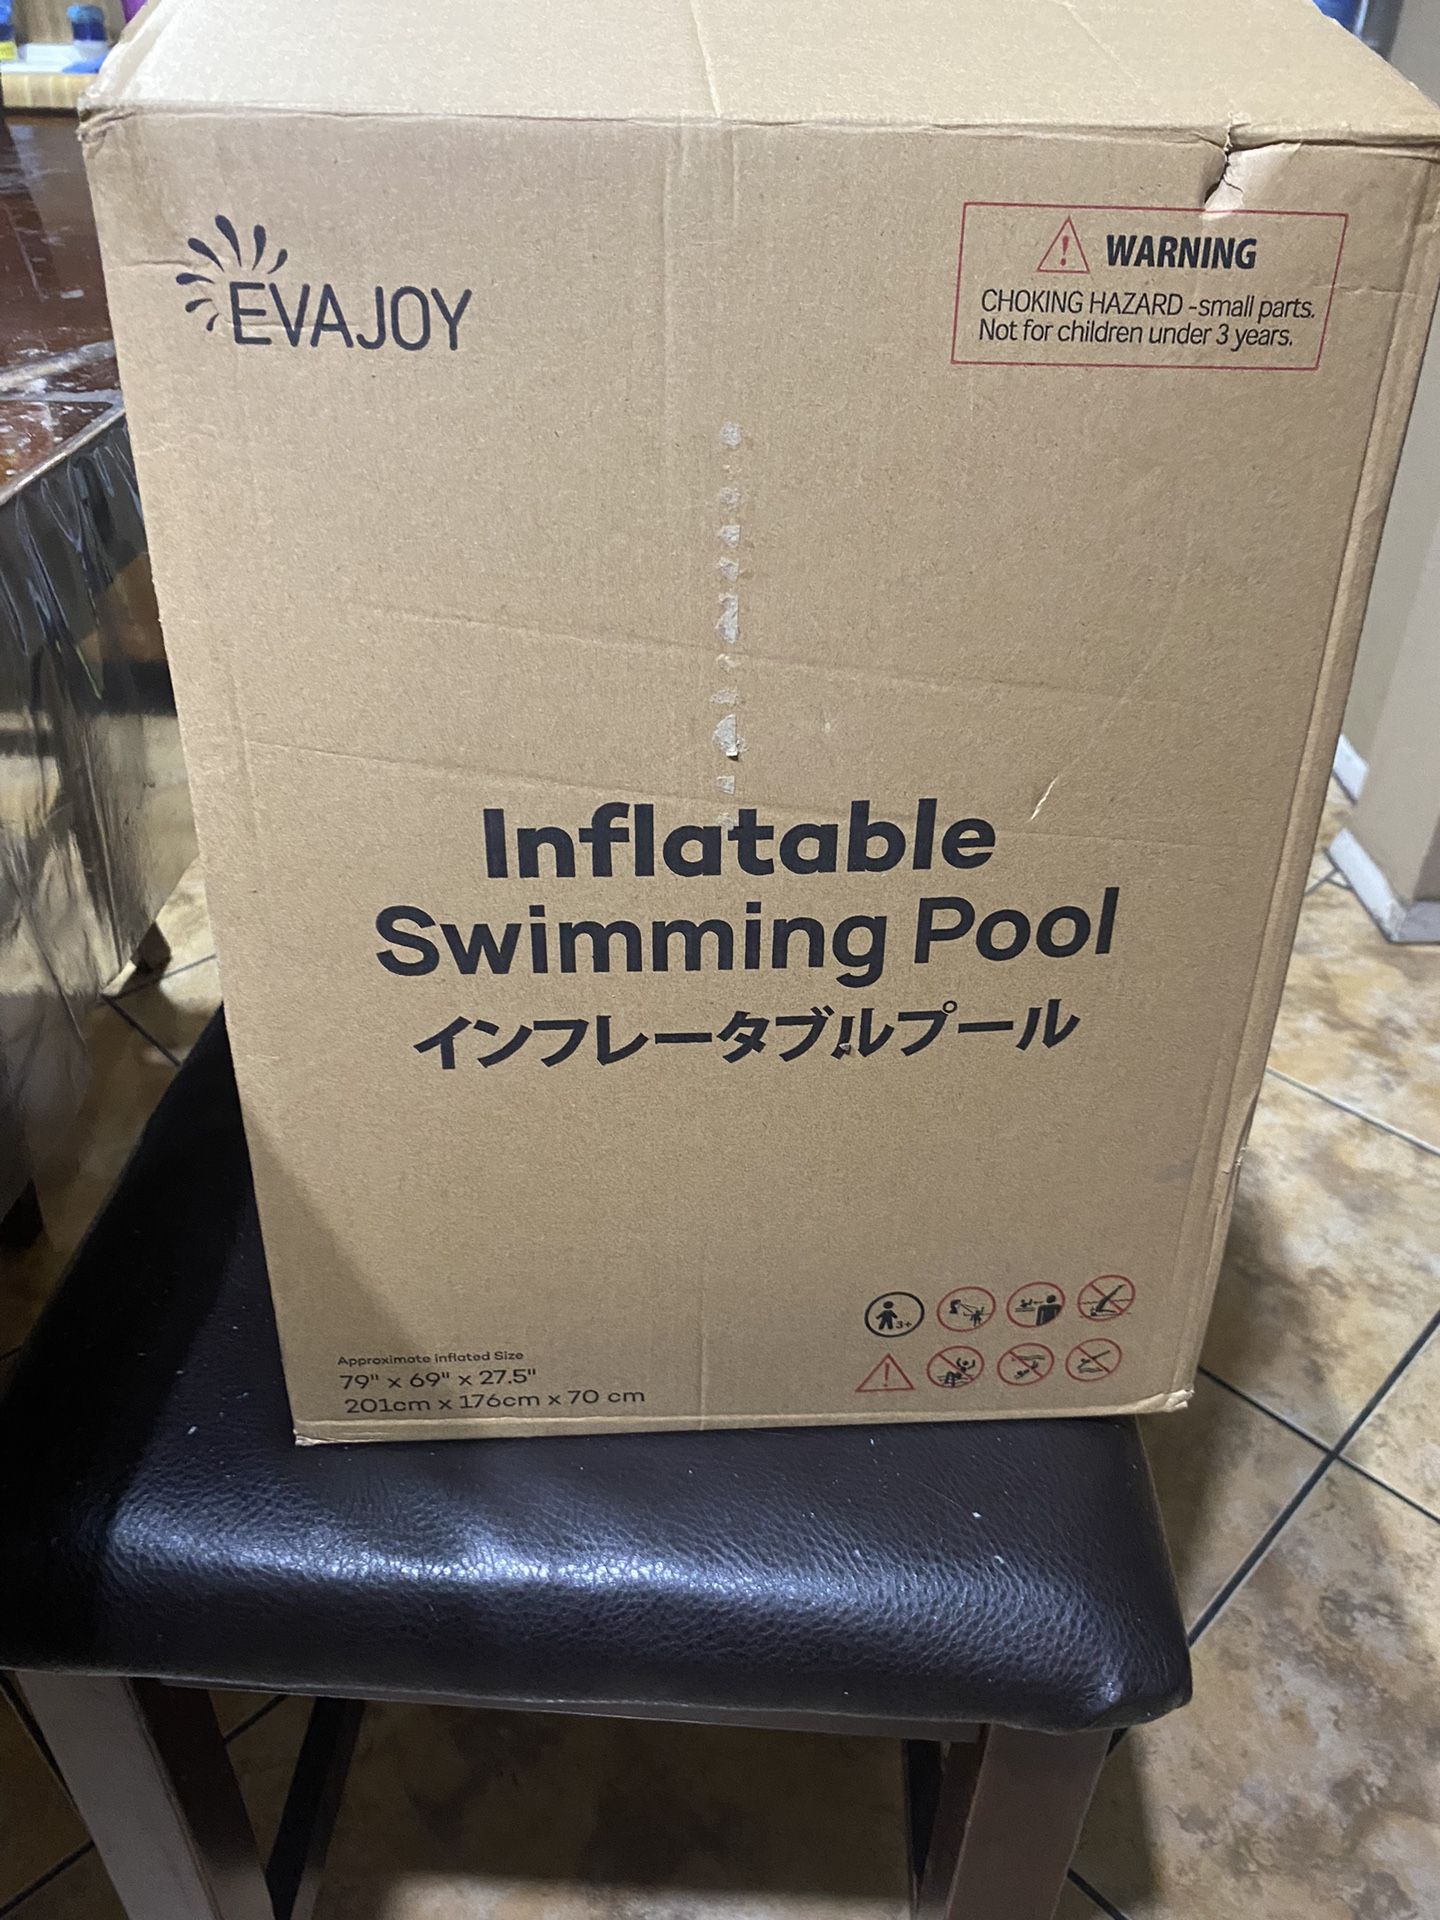 EVAJOY
WARNING
CHOKING HAZARD -small parts.
Not for children under 3 years.
Inflatable
Swimming Pool
インフレータブルプール
3+
Approximate Inflated Size
79" x 69" x 27.5"
201cm x 176cm x 70 cm